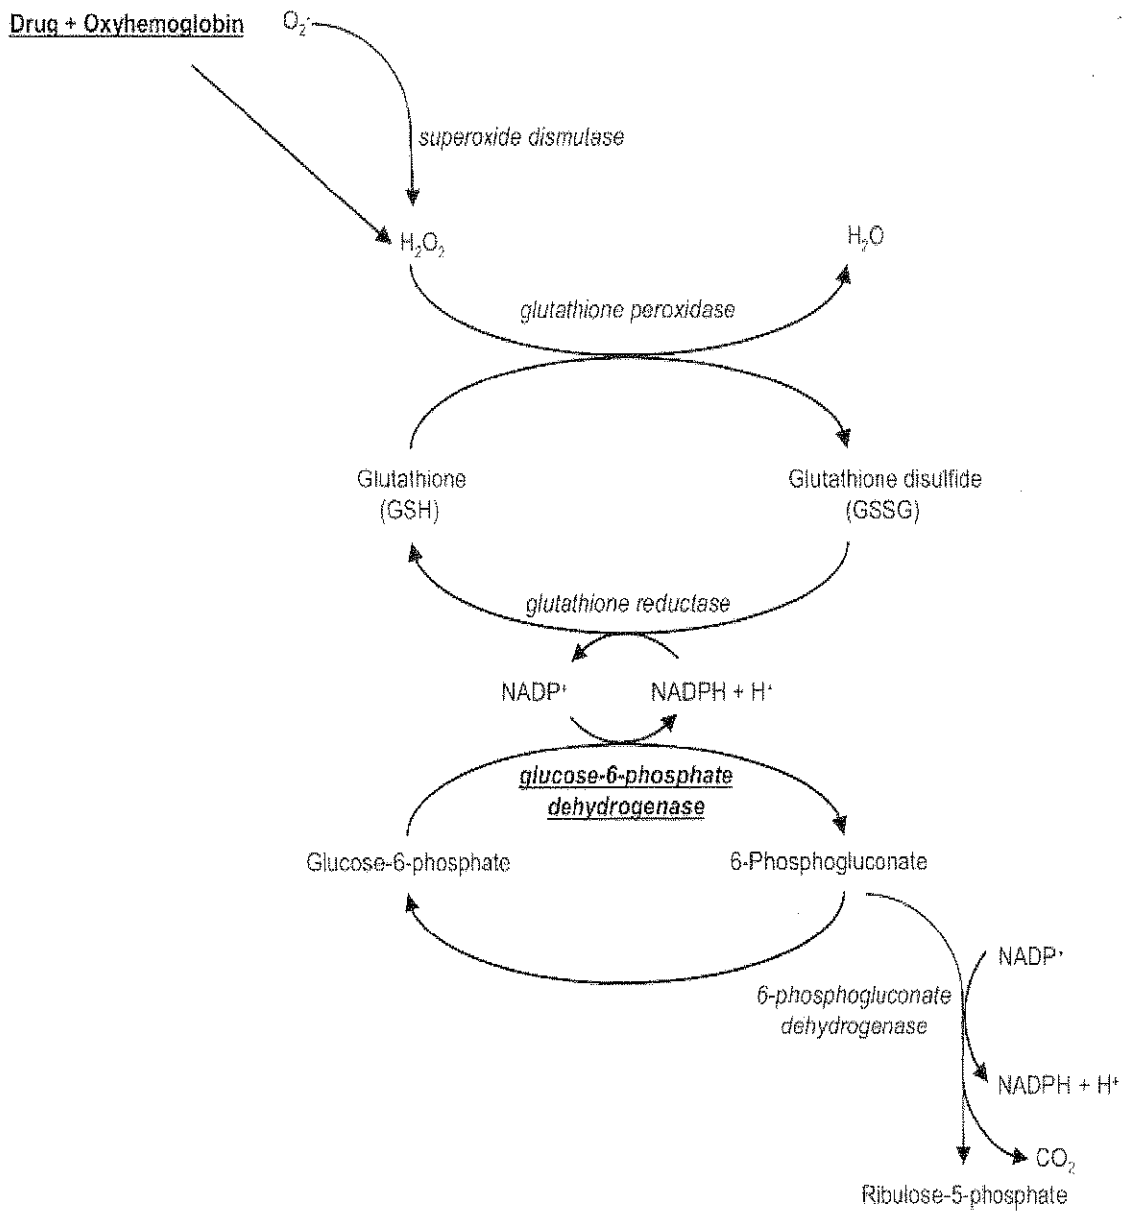 Drug + Oxyhemoglobin
O₂⁻
superoxide dismutase
H₂O₂
H₂O
glutathione peroxidase
Glutathione
(GSH)
Glutathione disulfide
(GSSG)
glutathione reductase
NADP⁺
NADPH + H⁺
glucose-6-phosphate
dehydrogenase
Glucose-6-phosphate
6-Phosphogluconate
NADP⁺
6-phosphogluconate
dehydrogenase
NADPH + H⁺
CO₂
Ribulose-5-phosphate